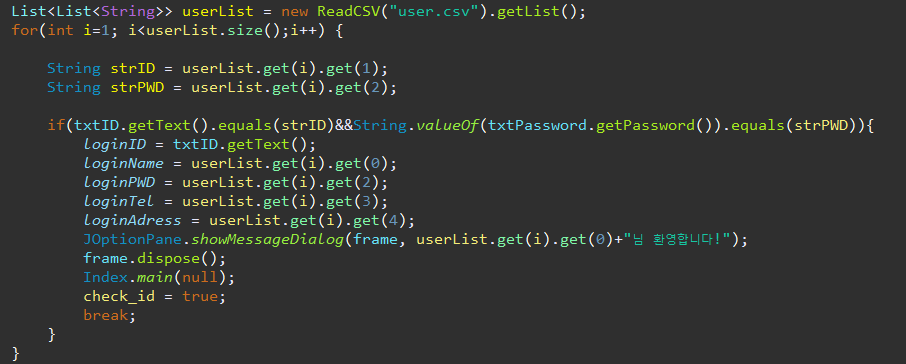 List<List<String>> userList = new ReadCSV("user.csv").getList();
for(int i=1; i<userList.size();i++) {
String strID = userList.get(i).get(1);
String strPWD = userList.get(i).get(2);
if(txtID.getText().equals(strID)&&String.valueOf(txtPassword.getPassword()).equals(strPWD)){
loginID = txtID.getText();
loginName = userList.get(i).get(0);
loginPWD = userList.get(i).get(2);
loginTel = userList.get(i).get(3);
loginAdress = userList.get(i).get(4);
JOptionPane.showMessageDialog(frame, userList.get(i).get(0)+"님 환영합니다!");
frame.dispose();
Index.main(null);
check_id = true;
break;
}
}